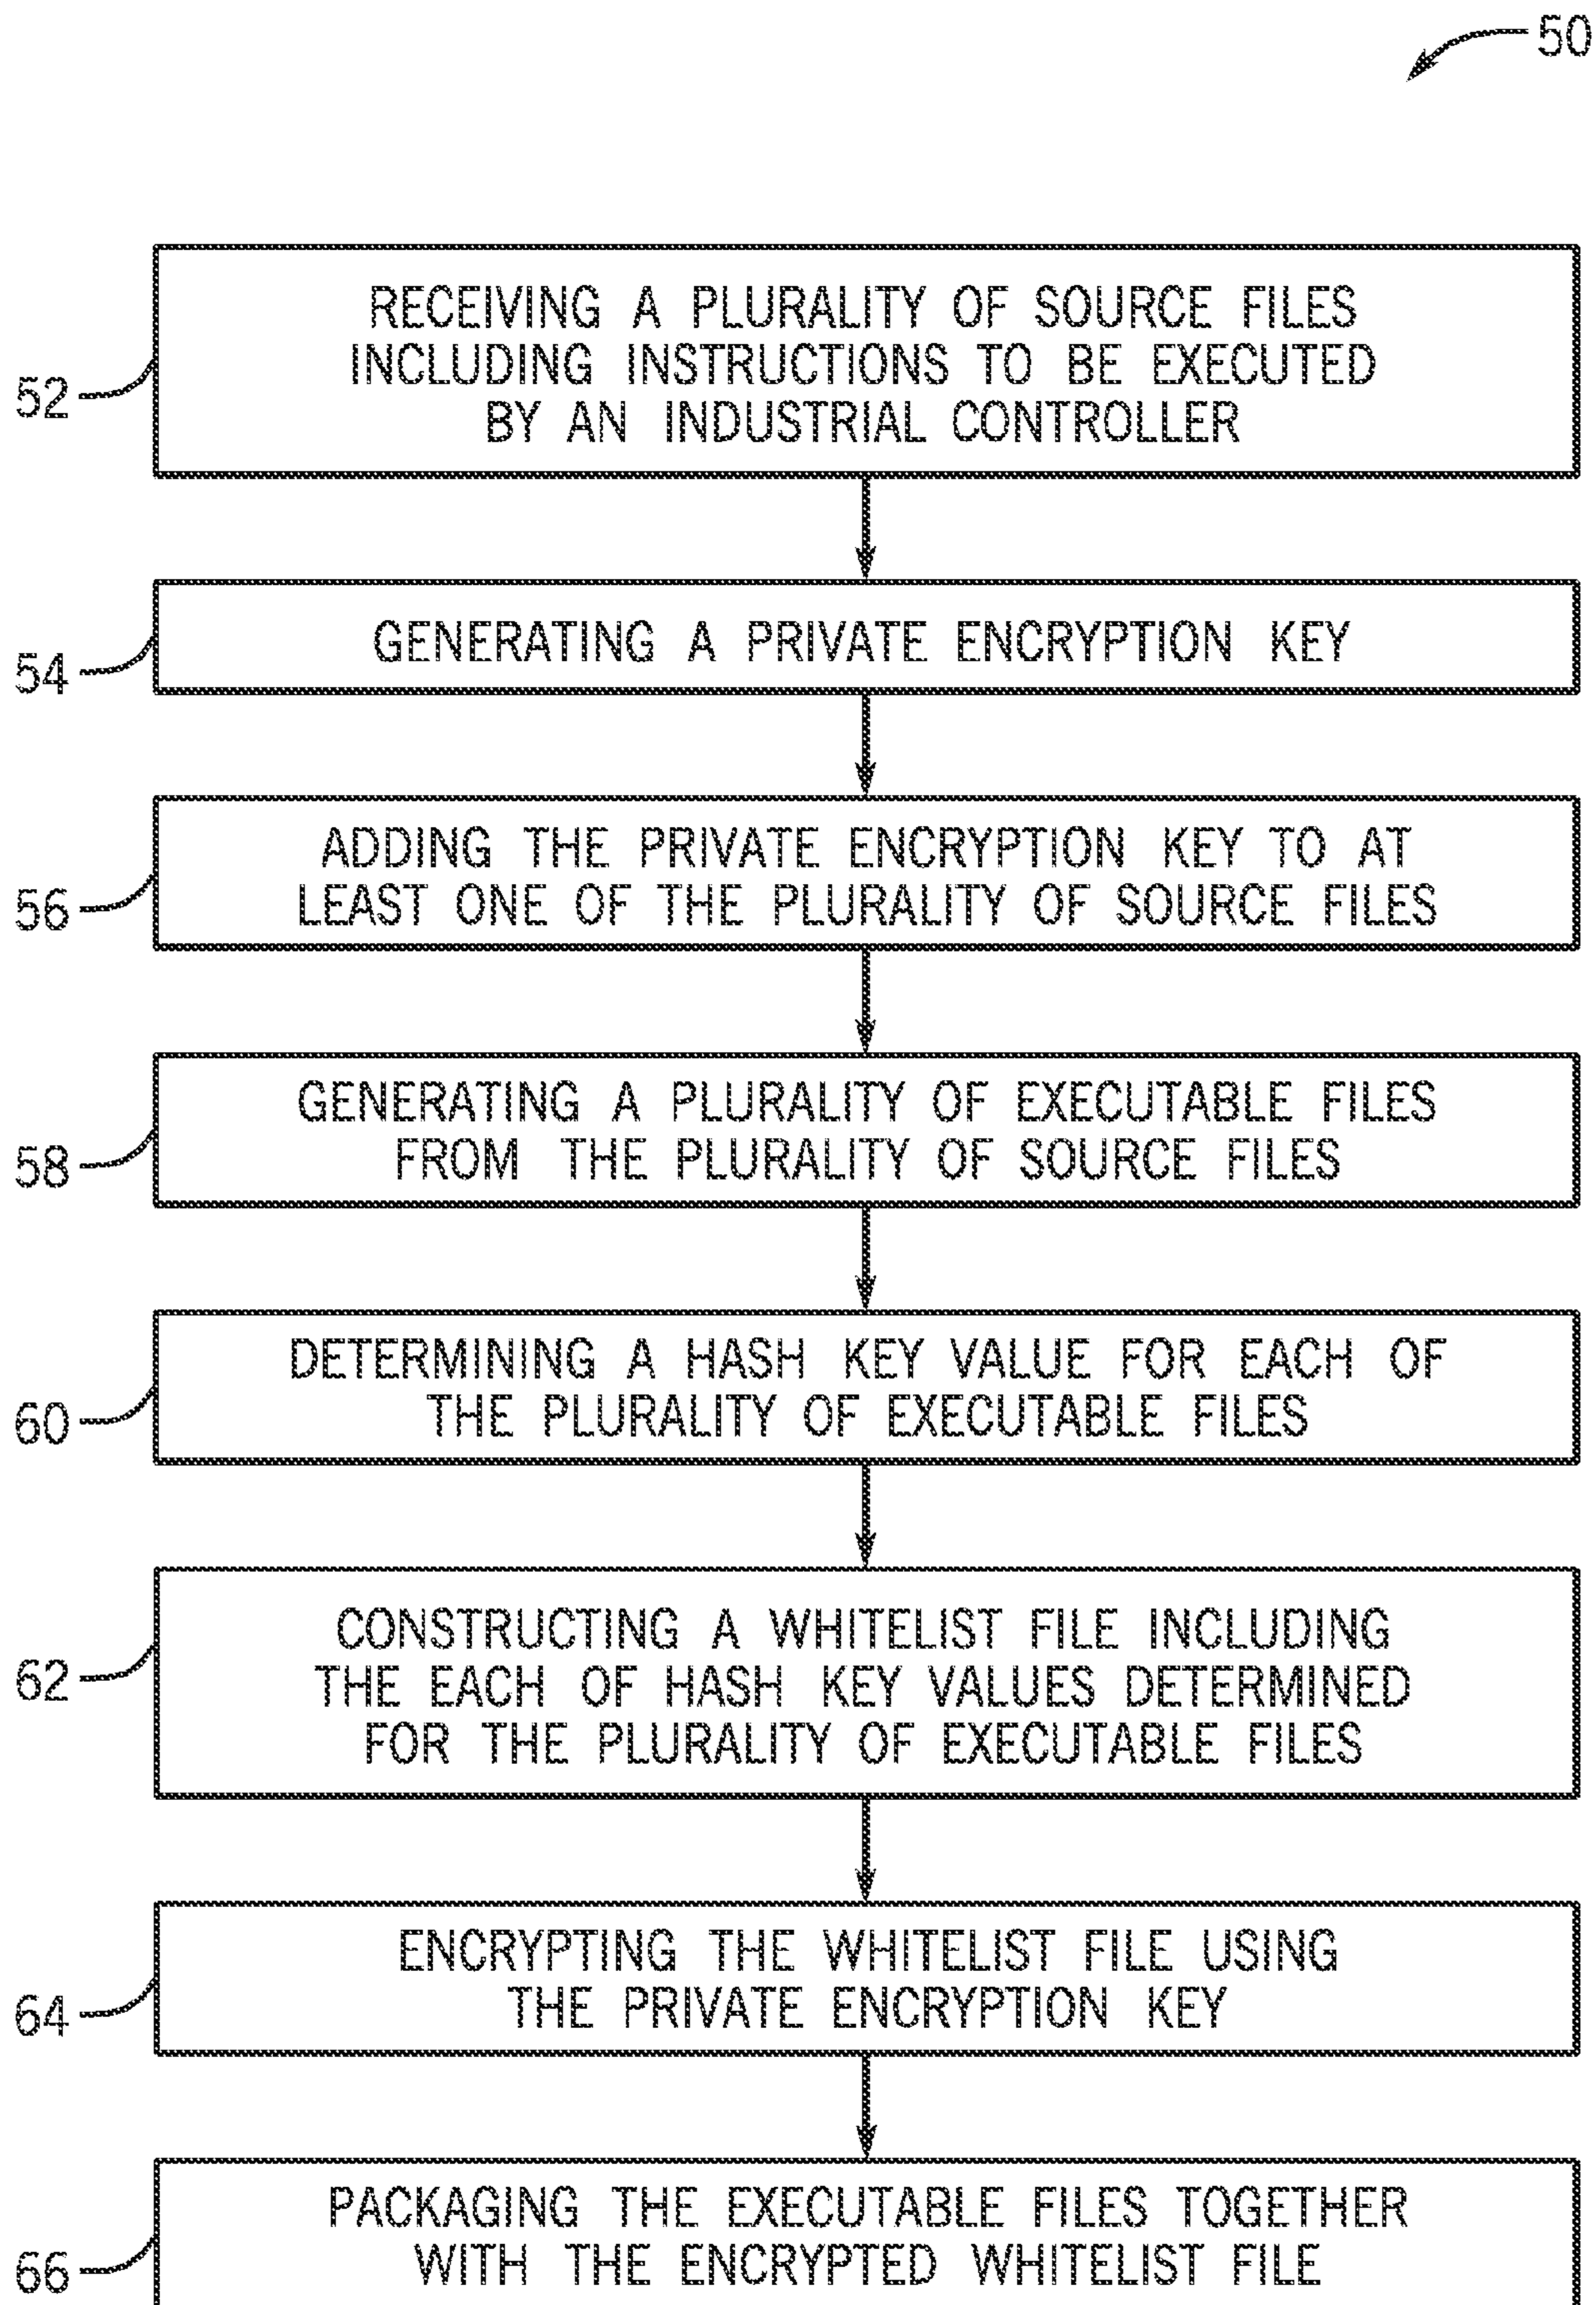 50
RECEIVING A PLURALITY OF SOURCE FILES
INCLUDING INSTRUCTIONS TO BE EXECUTED
BY AN INDUSTRIAL CONTROLLER
52
GENERATING A PRIVATE ENCRYPTION KEY
54
ADDING THE PRIVATE ENCRYPTION KEY TO AT
LEAST ONE OF THE PLURALITY OF SOURCE FILES
56
GENERATING A PLURALITY OF EXECUTABLE FILES
FROM THE PLURALITY OF SOURCE FILES
58
DETERMINING A HASH KEY VALUE FOR EACH OF
THE PLURALITY OF EXECUTABLE FILES
60
CONSTRUCTING A WHITELIST FILE INCLUDING
THE EACH OF HASH KEY VALUES DETERMINED
FOR THE PLURALITY OF EXECUTABLE FILES
62
ENCRYPTING THE WHITELIST FILE USING
THE PRIVATE ENCRYPTION KEY
64
PACKAGING THE EXECUTABLE FILES TOGETHER
WITH THE ENCRYPTED WHITELIST FILE
66